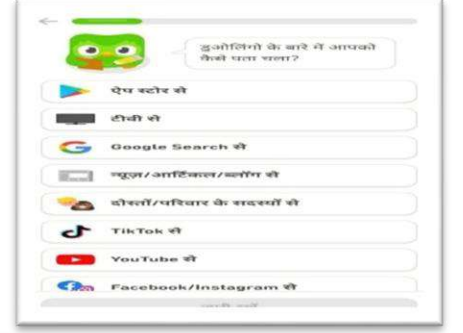 डुओलिंगो के बारे में आपको
कैसे पता चला?
ऐप स्टोर से
टीवी से
Google Search से
न्यूज़/आर्टिकल/ब्लॉग से
दोस्तों/परिवार के सदस्यों से
TikTok से
YouTube से
Facebook/Instagram से